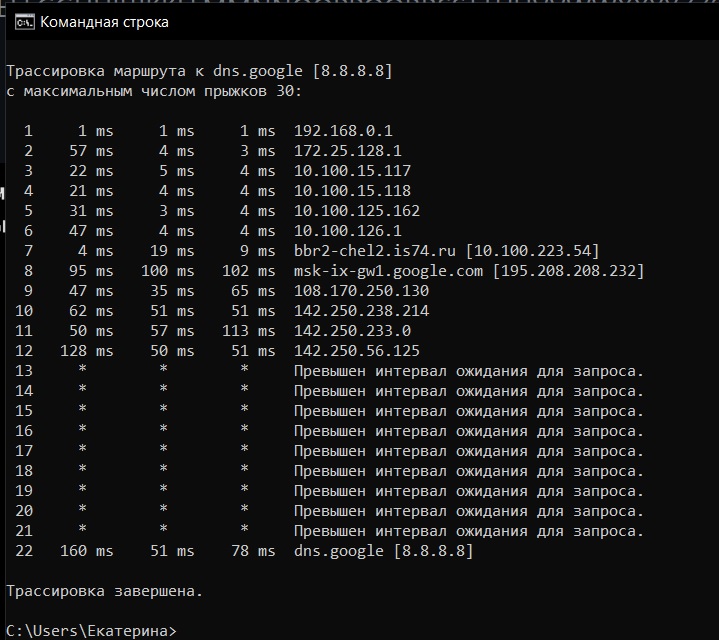 Командная строка
Трассировка маршрута к dns.google [8.8.8.8]
с максимальным числом прыжков 30:
1 1 ms 1 ms 1 ms 192.168.0.1
2 57 ms 4 ms 3 ms 172.25.128.1
3 22 ms 5 ms 4 ms 10.100.15.117
4 21 ms 4 ms 4 ms 10.100.15.118
5 31 ms 3 ms 4 ms 10.100.125.162
6 47 ms 4 ms 4 ms 10.100.126.1
7 4 ms 19 ms 9 ms bbr2-chel2.is74.ru [10.100.223.54]
8 95 ms 100 ms 102 ms msk-ix-gw1.google.com [195.208.208.232]
9 47 ms 35 ms 65 ms 108.170.250.130
10 62 ms 51 ms 51 ms 142.250.238.214
11 50 ms 57 ms 113 ms 142.250.233.0
12 128 ms 50 ms 51 ms 142.250.56.125
13 * * * Превышен интервал ожидания для запроса.
14 * * * Превышен интервал ожидания для запроса.
15 * * * Превышен интервал ожидания для запроса.
16 * * * Превышен интервал ожидания для запроса.
17 * * * Превышен интервал ожидания для запроса.
18 * * * Превышен интервал ожидания для запроса.
19 * * * Превышен интервал ожидания для запроса.
20 * * * Превышен интервал ожидания для запроса.
21 * * * Превышен интервал ожидания для запроса.
22 160 ms 51 ms 78 ms dns.google [8.8.8.8]
Трассировка завершена.
C:\Users\Екатерина>